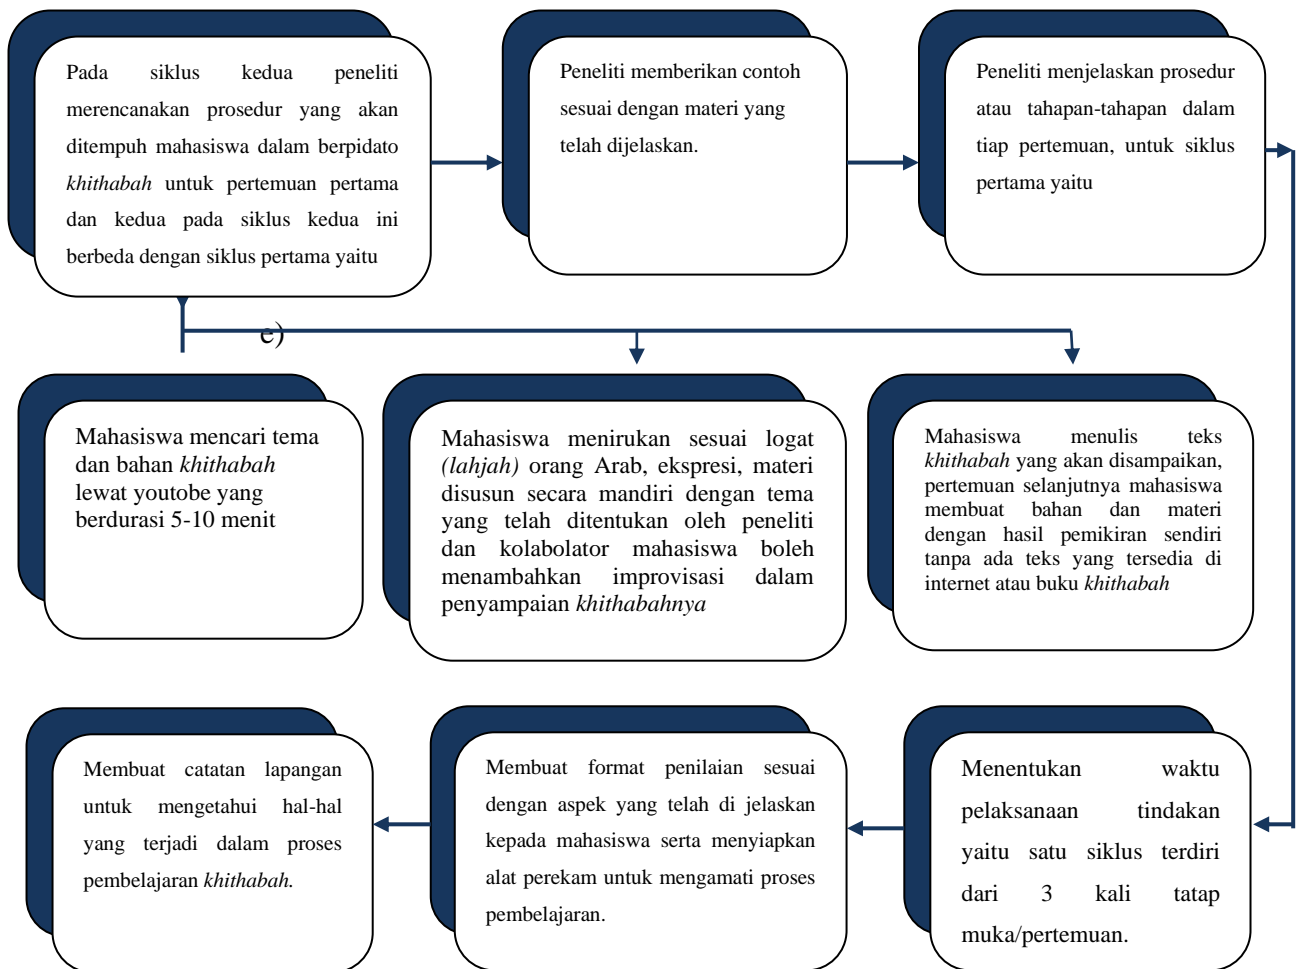 Pada siklus kedua peneliti
merencanakan prosedur yang akan
ditempuh mahasiswa dalam berpidato
khithabah untuk pertemuan pertama
dan kedua pada siklus kedua ini
berbeda dengan siklus pertama yaitu
Peneliti memberikan contoh
sesuai dengan materi yang
telah dijelaskan.
Peneliti menjelaskan prosedur
atau tahapan-tahapan dalam
tiap pertemuan, untuk siklus
pertama yaitu
e)
Mahasiswa mencari tema
dan bahan khithabah
lewat youtobe yang
berdurasi 5-10 menit
Mahasiswa menirukan sesuai logat
(lahjah) orang Arab, ekspresi, materi
disusun secara mandiri dengan tema
yang telah ditentukan oleh peneliti
dan kolabolator mahasiswa boleh
menambahkan improvisasi dalam
penyampaian khithabahnya
Mahasiswa menulis teks
khithabah yang akan disampaikan,
pertemuan selanjutnya mahasiswa
membuat bahan dan materi
dengan hasil pemikiran sendiri
tanpa ada teks yang tersedia di
internet atau buku khithabah
Membuat catatan lapangan
untuk mengetahui hal-hal
yang terjadi dalam proses
pembelajaran khithabah.
Membuat format penilaian sesuai
dengan aspek yang telah di jelaskan
kepada mahasiswa serta menyiapkan
alat perekam untuk mengamati proses
pembelajaran.
Menentukan waktu
pelaksanaan tindakan
yaitu satu siklus terdiri
dari 3 kali tatap
muka/pertemuan.